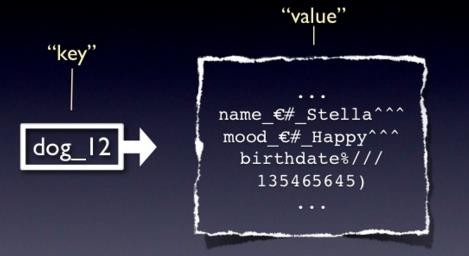 "value"
"key"
dog_12
...
name_€#_Stella^^^
mood_€#_Happy^^^
birthdate%///
135465645)
...